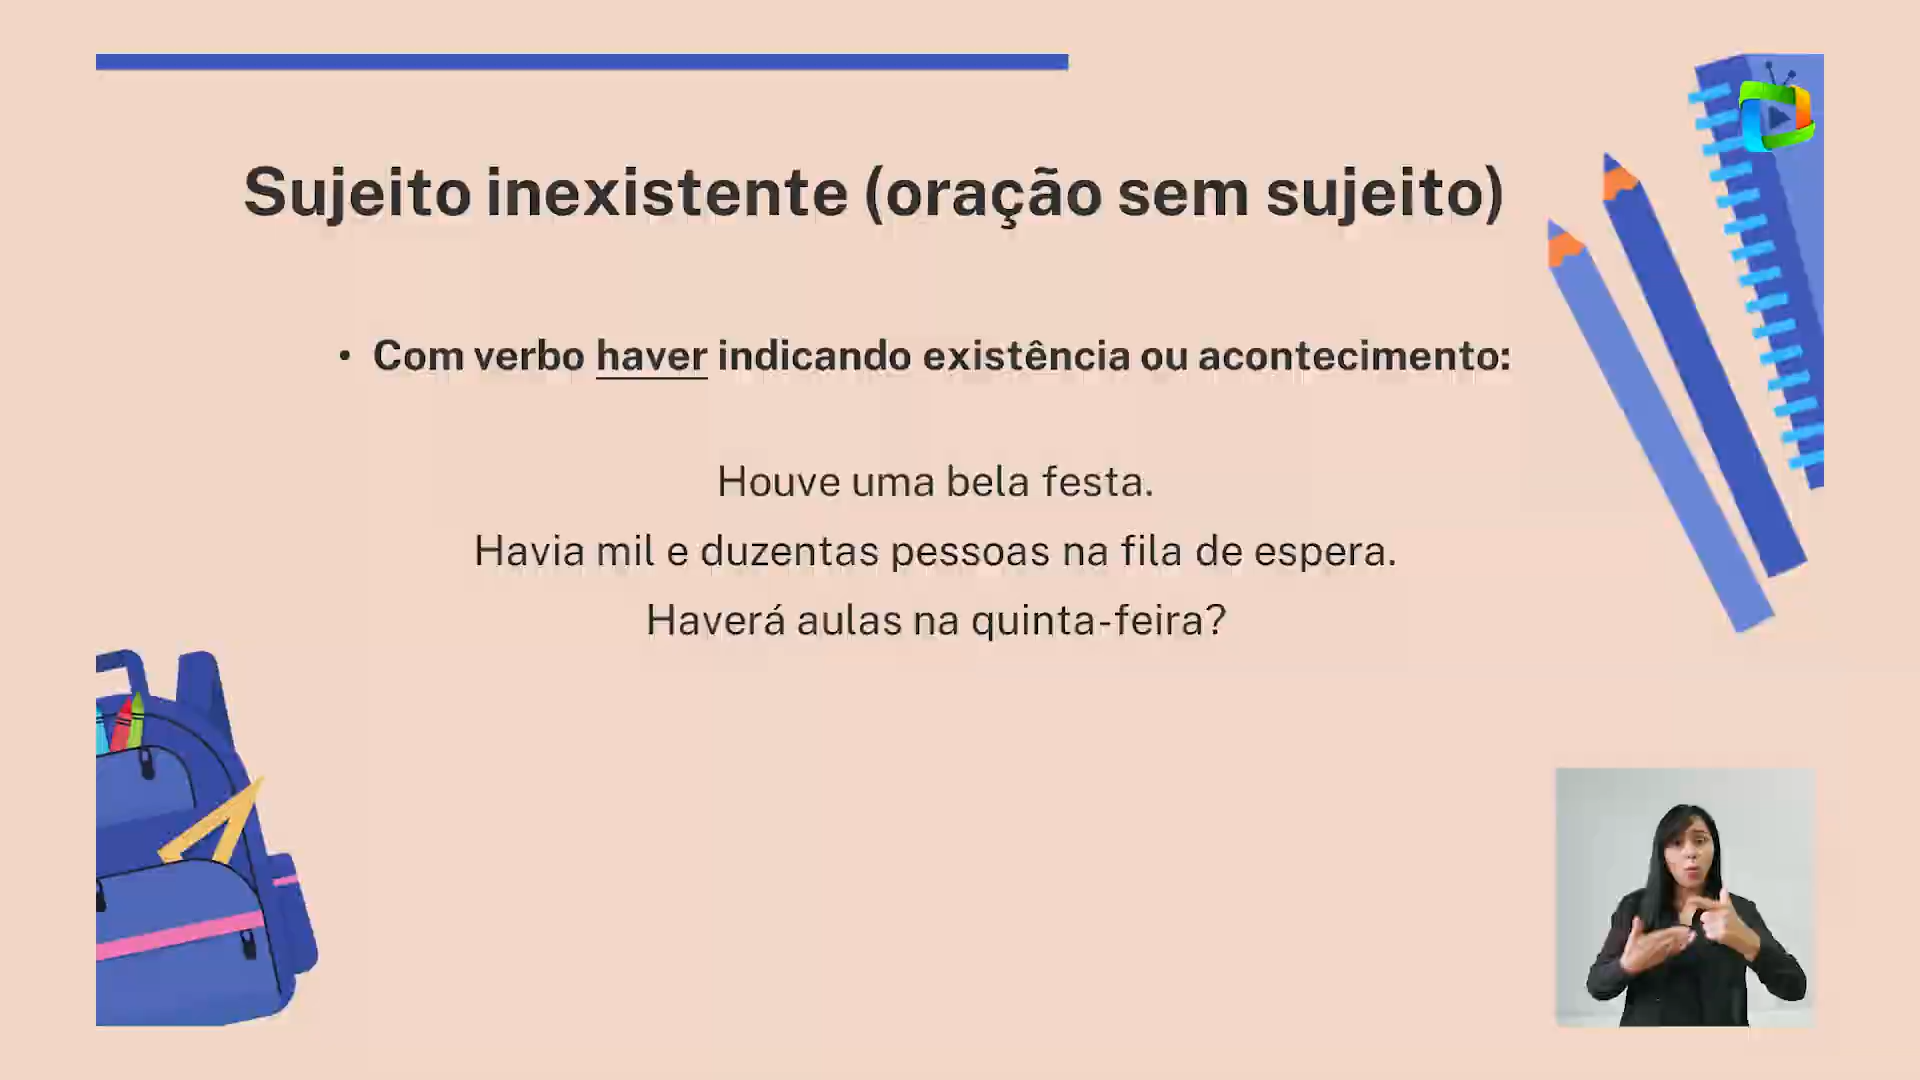 Sujeito inexistente (oração sem sujeito)
• Com verbo haver indicando existência ou acontecimento:
Houve uma bela festa.
Havia mil e duzentas pessoas na fila de espera.
Haverá aulas na quinta-feira?